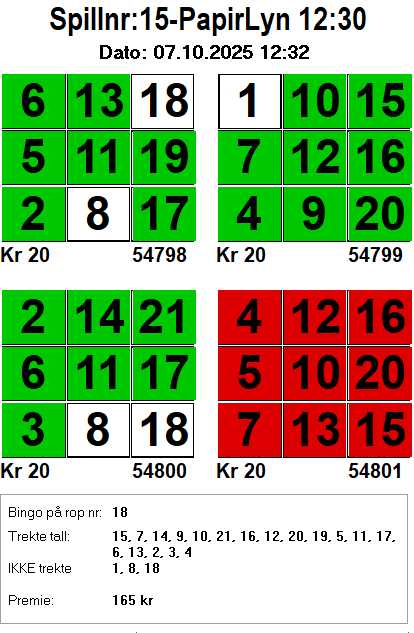 Spillnr:15-PapirLyn 12:30
Dato: 07.10.2025 12:32
6 13 18
5 11 19
2 8 17
Kr 20 54798
1 10 15
7 12 16
4 9 20
Kr 20 54799
2 14 21
6 11 17
3 8 18
Kr 20 54800
4 12 16
5 10 20
7 13 15
Kr 20 54801
Bingo på rop nr: 18
Trekte tall: 15, 7, 14, 9, 10, 21, 16, 12, 20, 19, 5, 11, 17,
6, 13, 2, 3, 4
IKKE trekte 1, 8, 18
Premie: 165 kr